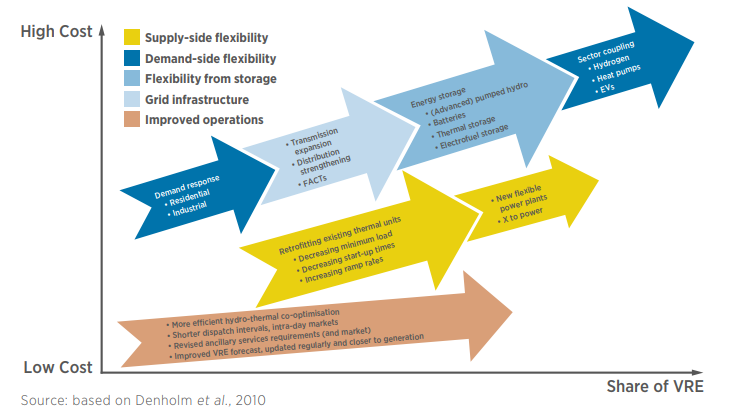 High Cost
Supply-side flexibility
Demand-side flexibility
Flexibility from storage
Grid infrastructure
Improved operations
Sector coupling
• Hydrogen
• Heat pumps
• EVs
Energy storage
• (Advanced) pumped hydro
• Batteries
• Thermal storage
• Electrofuel storage
• Transmission
expansion
• Distribution
strengthening
• FACTs
Demand response
• Residential
• Industrial
• New flexible
power plants
• X to power
Retrofitting existing thermal units
• Decreasing minimum load
• Decreasing start-up times
• Increasing ramp rates
• More efficient hydro-thermal co-optimisation
• Shorter dispatch intervals, intra-day markets
• Revised ancillary services requirements (and market)
• Improved VRE forecast, updated regularly and closer to generation
Low Cost
Share of VRE
Source: based on Denholm et al., 2010